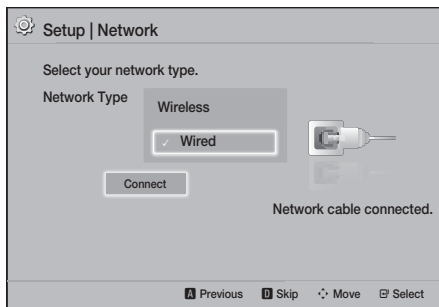 Setup | Network
Select your network type.
Network Type
Wireless
✓ Wired
Connect
Network cable connected.
A Previous D Skip Move Select